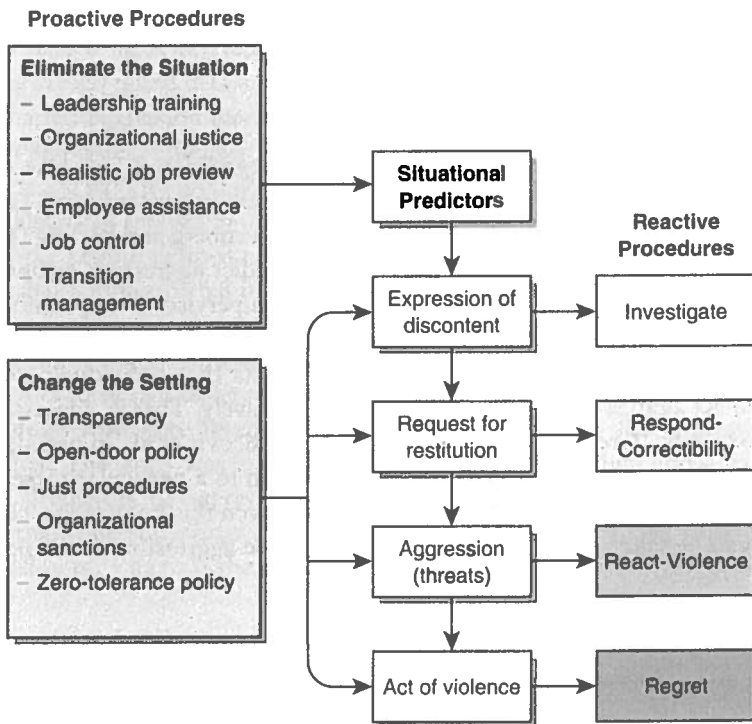 Proactive Procedures
Eliminate the Situation
– Leadership training
– Organizational justice
– Realistic job preview
– Employee assistance
– Job control
– Transition
management
Change the Setting
– Transparency
– Open-door policy
– Just procedures
– Organizational
sanctions
– Zero-tolerance policy
Situational
Predictors
Expression of
discontent
Request for
restitution
Aggression
(threats)
Act of violence
Reactive
Procedures
Investigate
Respond-
Correctibility
React-Violence
Regret